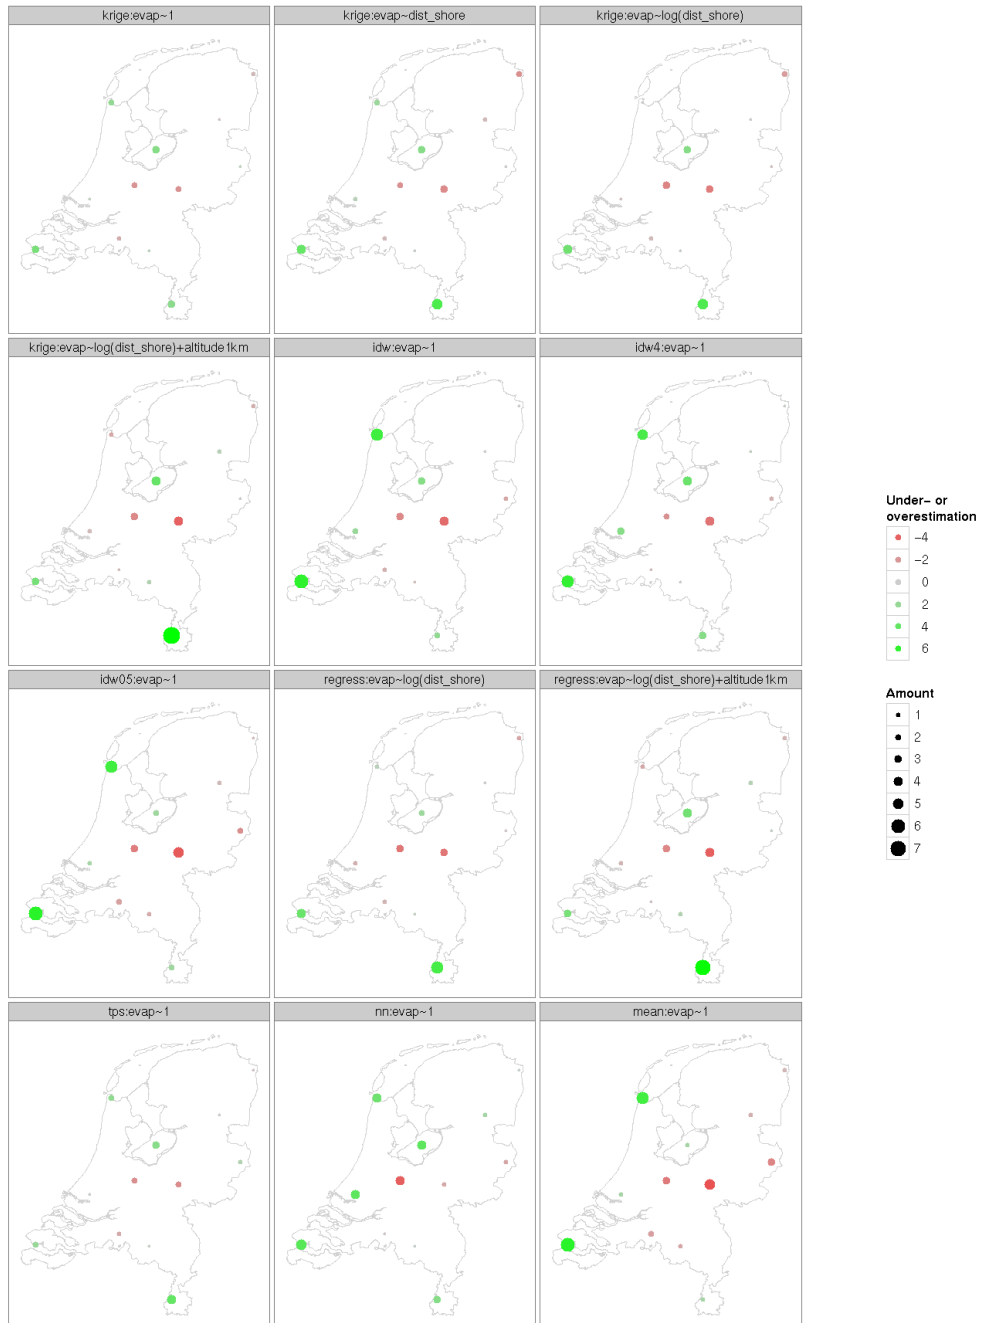 krige:evap~1
krige:evap~dist_shore
krige:evap~log(dist_shore)
krige:evap~log(dist_shore)+altitude1km
idw:evap~1
idw4:evap~1
idw05:evap~1
regress:evap~log(dist_shore)
regress:evap~log(dist_shore)+altitude1km
tps:evap~1
nn:evap~1
mean:evap~1
Under- or
overestimation
-4
-2
0
2
4
6
Amount
1
2
3
4
5
6
7